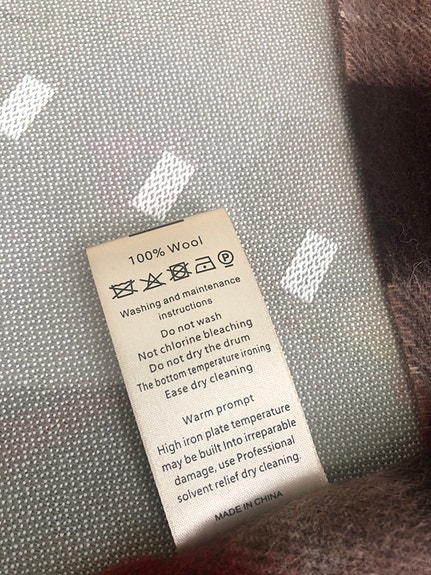 100% Wool
P
Washing and maintenance
instructions
Do not wash
Not chlorine bleaching
Do not dry the drum
The bottom temperature ironing
Ease dry cleaning
Warm prompt
High iron plate temperature
may be built Into irreparable
damage, use Professional
solvent relief dry cleaning.
MADE IN CHINA